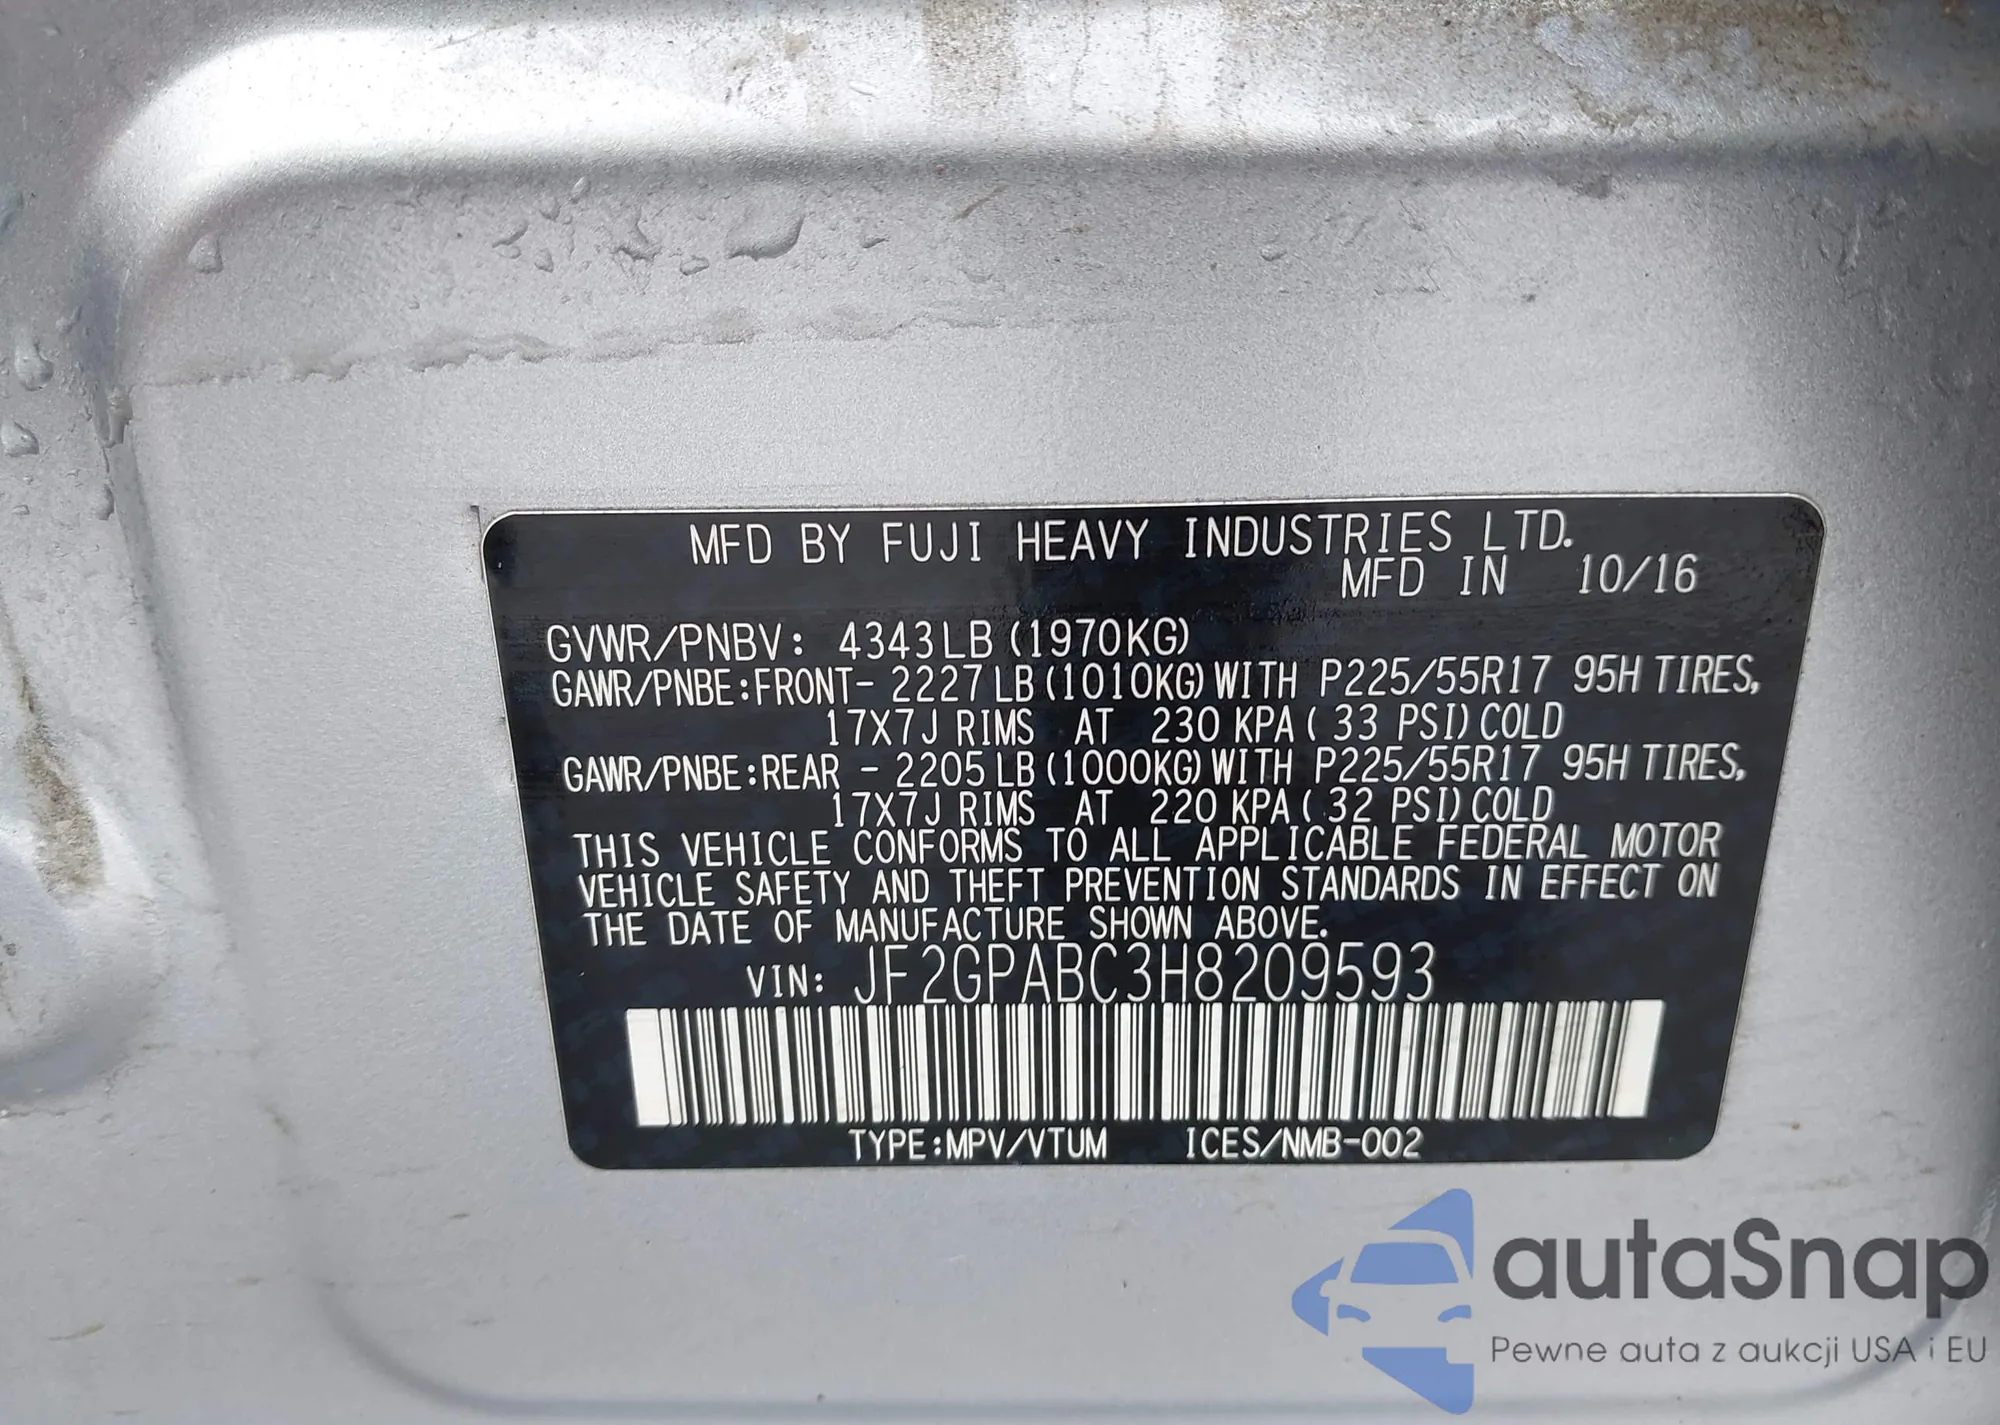 MFD BY FUJI HEAVY INDUSTRIES LTD.
MFD IN 10/16
GVWR/PNBV: 4343LB (1970KG)
GAWR/PNBE:FRONT- 2227LB (1010KG) WITH P225/55R17 95H TIRES,
17X7J RIMS AT 230 KPA( 33 PSI) COLD
GAWR/PNBE:REAR - 2205LB (1000KG) WITH P225/55R17 95H TIRES,
17X7J RIMS AT 220 KPA( 32 PSI) COLD
THIS VEHICLE CONFORMS TO ALL APPLICABLE FEDERAL MOTOR
VEHICLE SAFETY AND THEFT PREVENTION STANDARDS IN EFFECT ON
THE DATE OF MANUFACTURE SHOWN ABOVE.
VIN: JF2GPABC3H8209593
TYPE:MPV/VTUM ICES/NMB-002
autaSnap
Pewne auta z aukcji USA i EU